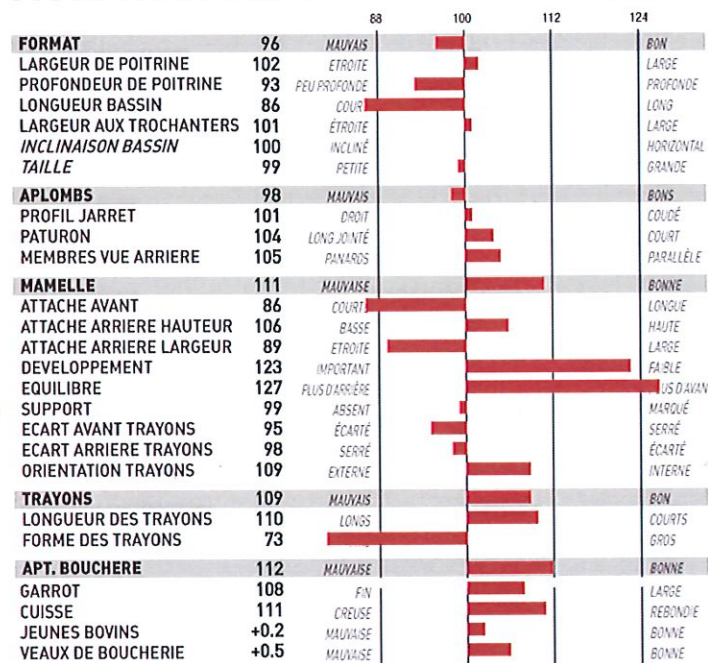 88 100 112 124
FORMAT 96 MAUVAIS BON
LARGEUR DE POITRINE 102 ETROITE LARGE
PROFONDEUR DE POITRINE 93 PEU PROFONDE PROFONDE
LONGUEUR BASSIN 86 COUR LONG
LARGEUR AUX TROCHANTERS 101 ÉTROITE LARGE
INCLINAISON BASSIN 100 INCLINÉ HORIZONTAL
TAILLE 99 PETITE GRANDE
APLOMBS 98 MAUVAIS BONS
PROFIL JARRET 101 DROIT COUDÉ
PATURON 104 LONG JOINTÉ COURT
MEMBRES VUE ARRIERE 105 PANARDS PARALLÈLE
MAMELLE 111 MAUVAISE BONNE
ATTACHE AVANT 86 COURT LONGUE
ATTACHE ARRIERE HAUTEUR 106 BASSE HAUTE
ATTACHE ARRIERE LARGEUR 89 ETROITE LARGE
DEVELOPPEMENT 123 IMPORTANT FAIBLE
EQUILIBRE 127 PLUS D'ARRIÈRE US D'AVAN
SUPPORT 99 ABSENT MARQUÉ
ECART AVANT TRAYONS 95 ÉCARTÉ SERRÉ
ECART ARRIERE TRAYONS 98 SERRÉ ÉCARTÉ
ORIENTATION TRAYONS 109 EXTERNE INTERNE
TRAYONS 109 MAUVAIS BON
LONGUEUR DES TRAYONS 110 LONGS COURTS
FORME DES TRAYONS 73 GROS
APT. BOUCHERE 112 MAUVAISE BONNE
GARROT 108 FIN LARGE
CUISSE 111 CREUSE REBONDIE
JEUNES BOVINS +0.2 MAUVAISE BONNE
VEAUX DE BOUCHERIE +0.5 MAUVAISE BONNE